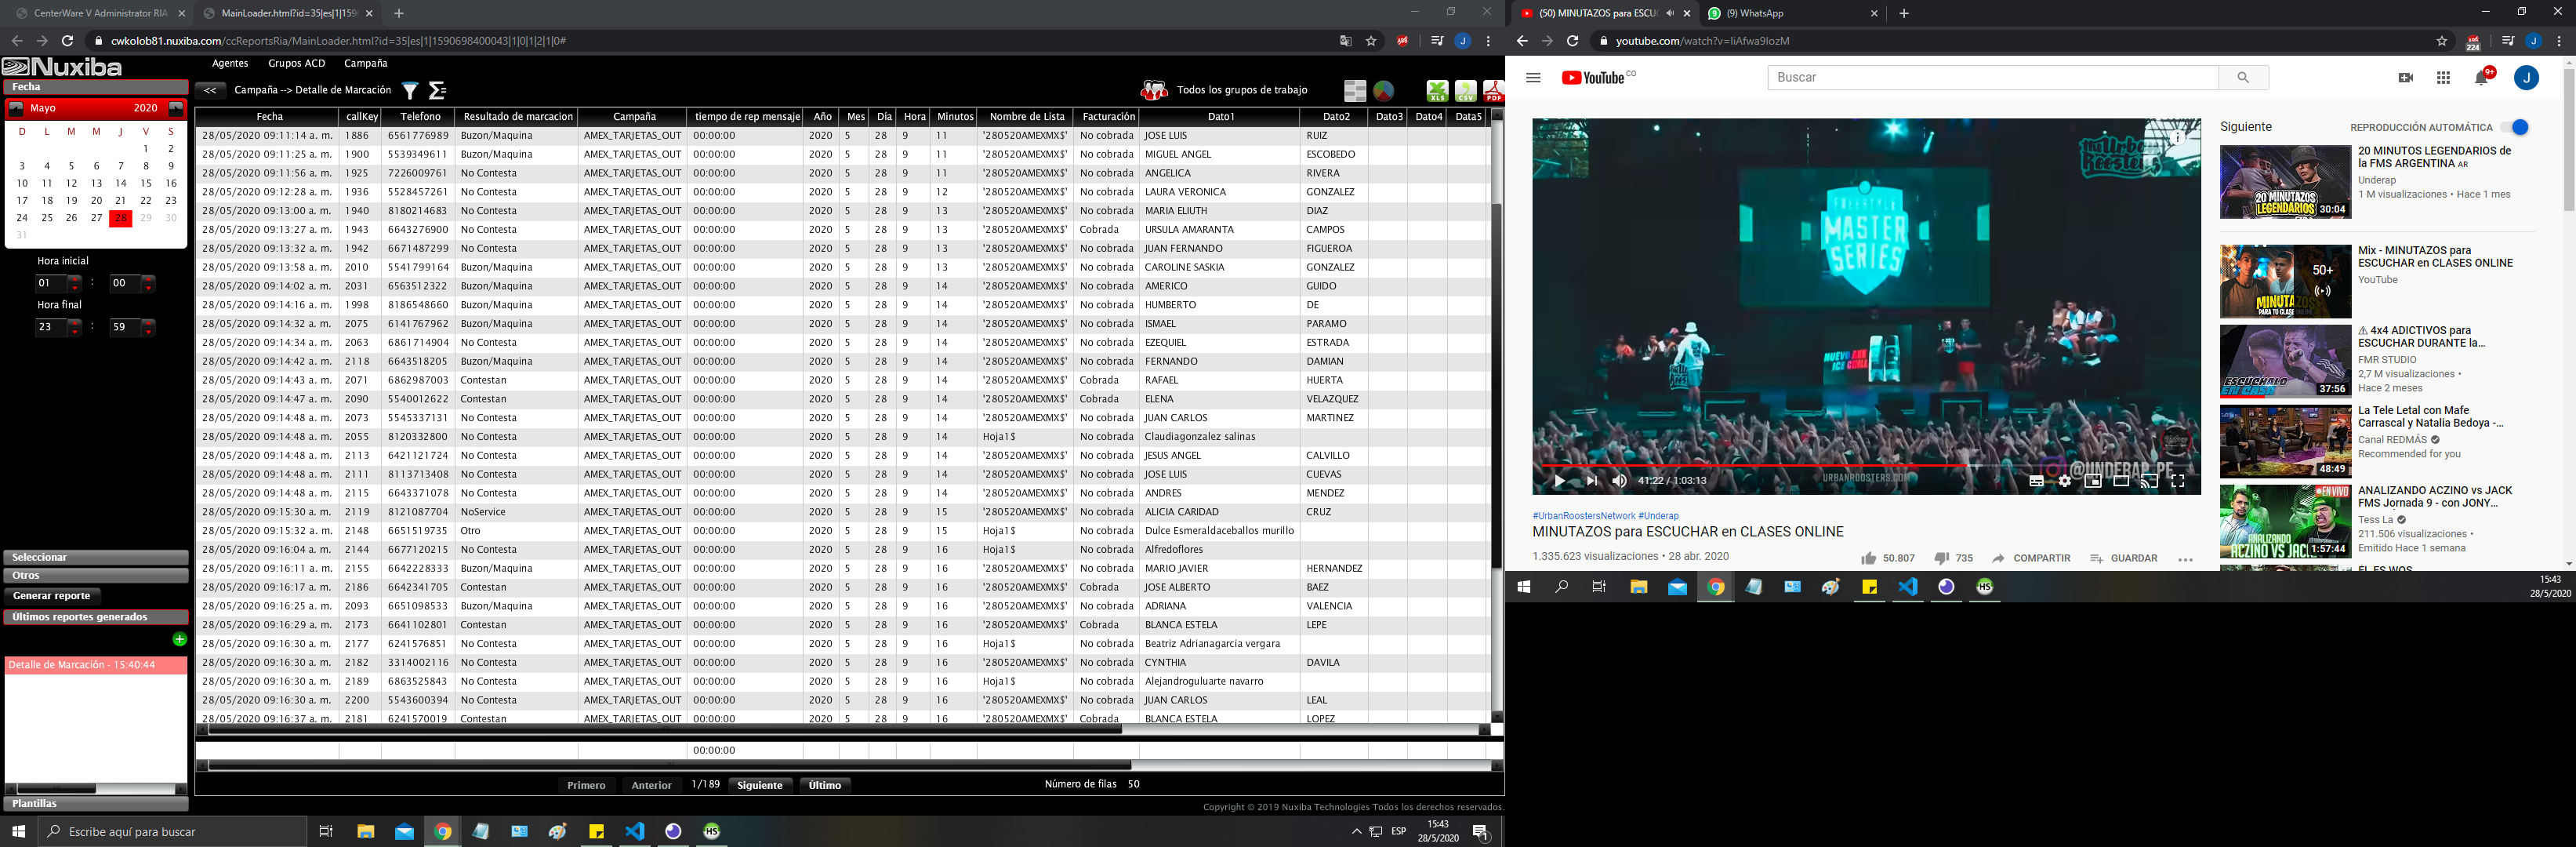 CenterWare V Administrator RIA
MainLoader.html?id=35|es|1|1590
cwkolob81.nuxiba.com/ccReportsRia/MainLoader.html?id=35|es|1|1590698400043|1|0|1|2|1|0#
Nuxiba
Agentes Grupos ACD Campaña
Fecha
<< Campaña --> Detalle de Marcación
Todos los grupos de trabajo
XLS CSV PDF
Mayo 2020
D L M M J V S
1 2
3 4 5 6 7 8 9
10 11 12 13 14 15 16
17 18 19 20 21 22 23
24 25 26 27 28 29 30
31
Hora inicial
01 : 00
Hora final
23 : 59
Seleccionar
Otros
Generar reporte
Últimos reportes generados
Detalle de Marcación - 15:40:44
Plantillas
Fecha callKey Telefono Resultado de marcacion Campaña tiempo de rep mensaje Año Mes Día Hora Minutos Nombre de Lista Facturación Dato1 Dato2 Dato3 Dato4 Data5
28/05/2020 09:11:14 a. m. 1886 6561776989 Buzon/Maquina AMEX_TARJETAS_OUT 00:00:00 2020 5 28 9 11 '280520AMEXMX$' No cobrada JOSE LUIS RUIZ
28/05/2020 09:11:25 a. m. 1900 5539349611 Buzon/Maquina AMEX_TARJETAS_OUT 00:00:00 2020 5 28 9 11 '280520AMEXMX$' No cobrada MIGUEL ANGEL ESCOBEDO
28/05/2020 09:11:56 a. m. 1925 7226009761 No Contesta AMEX_TARJETAS_OUT 00:00:00 2020 5 28 9 11 '280520AMEXMX$' No cobrada ANGELICA RIVERA
28/05/2020 09:12:28 a. m. 1936 5528457261 No Contesta AMEX_TARJETAS_OUT 00:00:00 2020 5 28 9 12 '280520AMEXMX$' No cobrada LAURA VERONICA GONZALEZ
28/05/2020 09:13:00 a. m. 1940 8180214683 No Contesta AMEX_TARJETAS_OUT 00:00:00 2020 5 28 9 13 '280520AMEXMX$' No cobrada MARIA ELIUTH DIAZ
28/05/2020 09:13:27 a. m. 1943 6643276900 No Contesta AMEX_TARJETAS_OUT 00:00:00 2020 5 28 9 13 '280520AMEXMX$' Cobrada URSULA AMARANTA CAMPOS
28/05/2020 09:13:32 a. m. 1942 6671487299 No Contesta AMEX_TARJETAS_OUT 00:00:00 2020 5 28 9 13 '280520AMEXMX$' No cobrada JUAN FERNANDO FIGUEROA
28/05/2020 09:13:58 a. m. 2010 5541799164 Buzon/Maquina AMEX_TARJETAS_OUT 00:00:00 2020 5 28 9 13 '280520AMEXMX$' No cobrada CAROLINE SASKIA GONZALEZ
28/05/2020 09:14:02 a. m. 2031 6563512322 Buzon/Maquina AMEX_TARJETAS_OUT 00:00:00 2020 5 28 9 14 '280520AMEXMX$' No cobrada AMERICO GUIDO
28/05/2020 09:14:16 a. m. 1998 8186548660 Buzon/Maquina AMEX_TARJETAS_OUT 00:00:00 2020 5 28 9 14 '280520AMEXMX$' No cobrada HUMBERTO DE
28/05/2020 09:14:32 a. m. 2075 6141767962 Buzon/Maquina AMEX_TARJETAS_OUT 00:00:00 2020 5 28 9 14 '280520AMEXMX$' No cobrada ISMAEL PARAMO
28/05/2020 09:14:34 a. m. 2063 6861714904 No Contesta AMEX_TARJETAS_OUT 00:00:00 2020 5 28 9 14 '280520AMEXMX$' No cobrada EZEQUIEL ESTRADA
28/05/2020 09:14:42 a. m. 2118 6643518205 Buzon/Maquina AMEX_TARJETAS_OUT 00:00:00 2020 5 28 9 14 '280520AMEXMX$' No cobrada FERNANDO DAMIAN
28/05/2020 09:14:43 a. m. 2071 6862987003 Contestan AMEX_TARJETAS_OUT 00:00:00 2020 5 28 9 14 '280520AMEXMX$' Cobrada RAFAEL HUERTA
28/05/2020 09:14:47 a. m. 2090 5540012622 Contestan AMEX_TARJETAS_OUT 00:00:00 2020 5 28 9 14 '280520AMEXMX$' Cobrada ELENA VELAZQUEZ
28/05/2020 09:14:48 a. m. 2073 5545337131 No Contesta AMEX_TARJETAS_OUT 00:00:00 2020 5 28 9 14 '280520AMEXMX$' No cobrada JUAN CARLOS MARTINEZ
28/05/2020 09:14:48 a. m. 2055 8120332800 No Contesta AMEX_TARJETAS_OUT 00:00:00 2020 5 28 9 14 Hoja1$ No cobrada Claudiagonzalez salinas
28/05/2020 09:14:48 a. m. 2113 6421121724 No Contesta AMEX_TARJETAS_OUT 00:00:00 2020 5 28 9 14 '280520AMEXMX$' No cobrada JESUS ANGEL CALVILLO
28/05/2020 09:14:48 a. m. 2111 8113713408 No Contesta AMEX_TARJETAS_OUT 00:00:00 2020 5 28 9 14 '280520AMEXMX$' No cobrada JOSE LUIS CUEVAS
28/05/2020 09:14:48 a. m. 2115 6643371078 No Contesta AMEX_TARJETAS_OUT 00:00:00 2020 5 28 9 14 '280520AMEXMX$' No cobrada ANDRES MENDEZ
28/05/2020 09:15:30 a. m. 2119 8121087704 NoService AMEX_TARJETAS_OUT 00:00:00 2020 5 28 9 15 '280520AMEXMX$' No cobrada ALICIA CARIDAD CRUZ
28/05/2020 09:15:32 a. m. 2148 6651519735 Otro AMEX_TARJETAS_OUT 00:00:00 2020 5 28 9 15 Hoja1$ No cobrada Dulce Esmeraldaceballos murillo
28/05/2020 09:16:04 a. m. 2144 6677120215 No Contesta AMEX_TARJETAS_OUT 00:00:00 2020 5 28 9 16 Hoja1$ No cobrada Alfredoflores
28/05/2020 09:16:11 a. m. 2155 6642228333 Buzon/Maquina AMEX_TARJETAS_OUT 00:00:00 2020 5 28 9 16 '280520AMEXMX$' No cobrada MARIO JAVIER HERNANDEZ
28/05/2020 09:16:17 a. m. 2186 6642341705 Contestan AMEX_TARJETAS_OUT 00:00:00 2020 5 28 9 16 '280520AMEXMX$' Cobrada JOSE ALBERTO BAEZ
28/05/2020 09:16:25 a. m. 2093 6651098533 Buzon/Maquina AMEX_TARJETAS_OUT 00:00:00 2020 5 28 9 16 '280520AMEXMX$' No cobrada ADRIANA VALENCIA
28/05/2020 09:16:29 a. m. 2173 6641102801 Contestan AMEX_TARJETAS_OUT 00:00:00 2020 5 28 9 16 '280520AMEXMX$' Cobrada BLANCA ESTELA LEPE
28/05/2020 09:16:30 a. m. 2177 6241576851 No Contesta AMEX_TARJETAS_OUT 00:00:00 2020 5 28 9 16 Hoja1$ No cobrada Beatriz Adrianagarcia vergara
28/05/2020 09:16:30 a. m. 2182 3314002116 No Contesta AMEX_TARJETAS_OUT 00:00:00 2020 5 28 9 16 '280520AMEXMX$' No cobrada CYNTHIA DAVILA
28/05/2020 09:16:30 a. m. 2189 6863525843 No Contesta AMEX_TARJETAS_OUT 00:00:00 2020 5 28 9 16 Hoja1$ No cobrada Alejandroguluarte navarro
28/05/2020 09:16:30 a. m. 2200 5543600394 No Contesta AMEX_TARJETAS_OUT 00:00:00 2020 5 28 9 16 '280520AMEXMX$' No cobrada JUAN CARLOS LEAL
28/05/2020 09:16:37 a. m. 2181 6241570019 Contestan AMEX_TARJETAS_OUT 00:00:00 2020 5 28 9 16 '280520AMEXMX$' Cobrada BLANCA ESTELA LOPEZ
00:00:00
Primero Anterior 1/189 Siguiente Último Número de filas 50
Copyright © 2019 Nuxiba Technologies Todos los derechos reservados.
Escribe aquí para buscar
ESP
15:43
28/5/2020
(50) MINUTAZOS para ESCUC
(9) WhatsApp
youtube.com/watch?v=IiAfwa9IozM
224
YouTube CO
Buscar
9+
J
the Urban Roosters
FREESTYLE
MASTER
SERIES
NUEVO AXE
ICE CHILL
@UNDERAP_PE
URBANROOSTERS.COM
41:22 / 1:03:13
#UrbanRoostersNetwork #Underap
MINUTAZOS para ESCUCHAR en CLASES ONLINE
1.335.623 visualizaciones • 28 abr. 2020
50.807 735 COMPARTIR GUARDAR
Siguiente REPRODUCCIÓN AUTOMÁTICA
20 MINUTAZOS
LEGENDARIOS
30:04
20 MINUTOS LEGENDARIOS de
la FMS ARGENTINA AR
Underap
1 M visualizaciones • Hace 1 mes
50+
MINUTAZOS
PARA TU CLASE ONLINE
Mix - MINUTAZOS para
ESCUCHAR en CLASES ONLINE
YouTube
ESCUCHALO
EN CASA
37:56
⚠ 4x4 ADICTIVOS para
ESCUCHAR DURANTE la...
FMR STUDIO
2,7 M visualizaciones •
Hace 2 meses
48:49
La Tele Letal con Mafe
Carrascal y Natalia Bedoya -...
Canal REDMÁS
Recommended for you
EN VIVO
ANALIZANDO
ACZINO VS JACK
1:57:44
ANALIZANDO ACZINO vs JACK
FMS Jornada 9 - con JONY...
Tess La
211.506 visualizaciones •
Emitido Hace 1 semana
ÉL ES WOS
15:43
28/5/2020